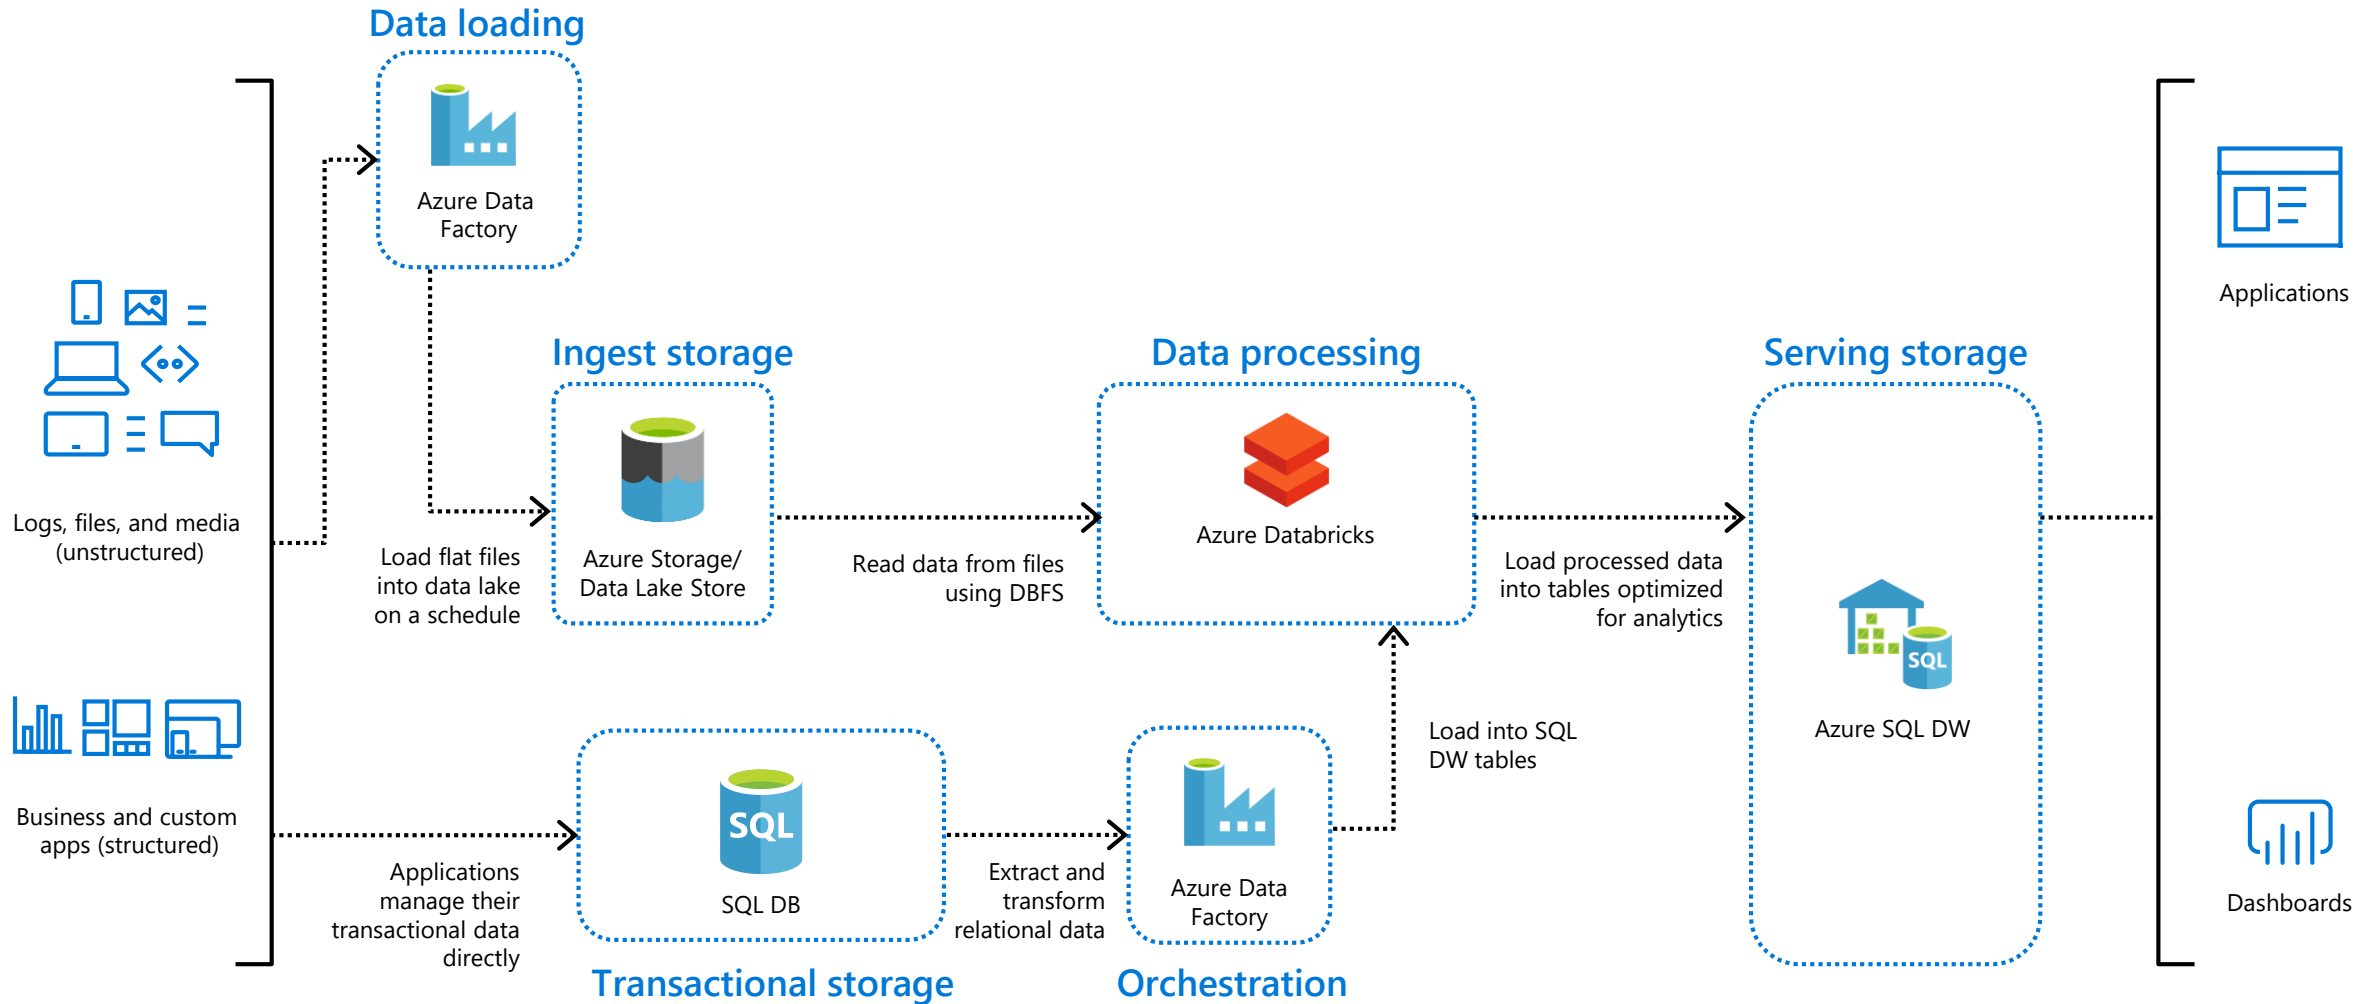 Data loading
Azure Data
Factory
Logs, files, and media
(unstructured)
Business and custom
apps (structured)
Load flat files
into data lake
on a schedule
Ingest storage
Azure Storage/
Data Lake Store
Read data from files
using DBFS
Data processing
Azure Databricks
Load processed data
into tables optimized
for analytics
Serving storage
SQL
Azure SQL DW
Applications
Dashboards
Applications
manage their
transactional data
directly
SQL
SQL DB
Transactional storage
Extract and
transform
relational data
Azure Data
Factory
Orchestration
Load into SQL
DW tables